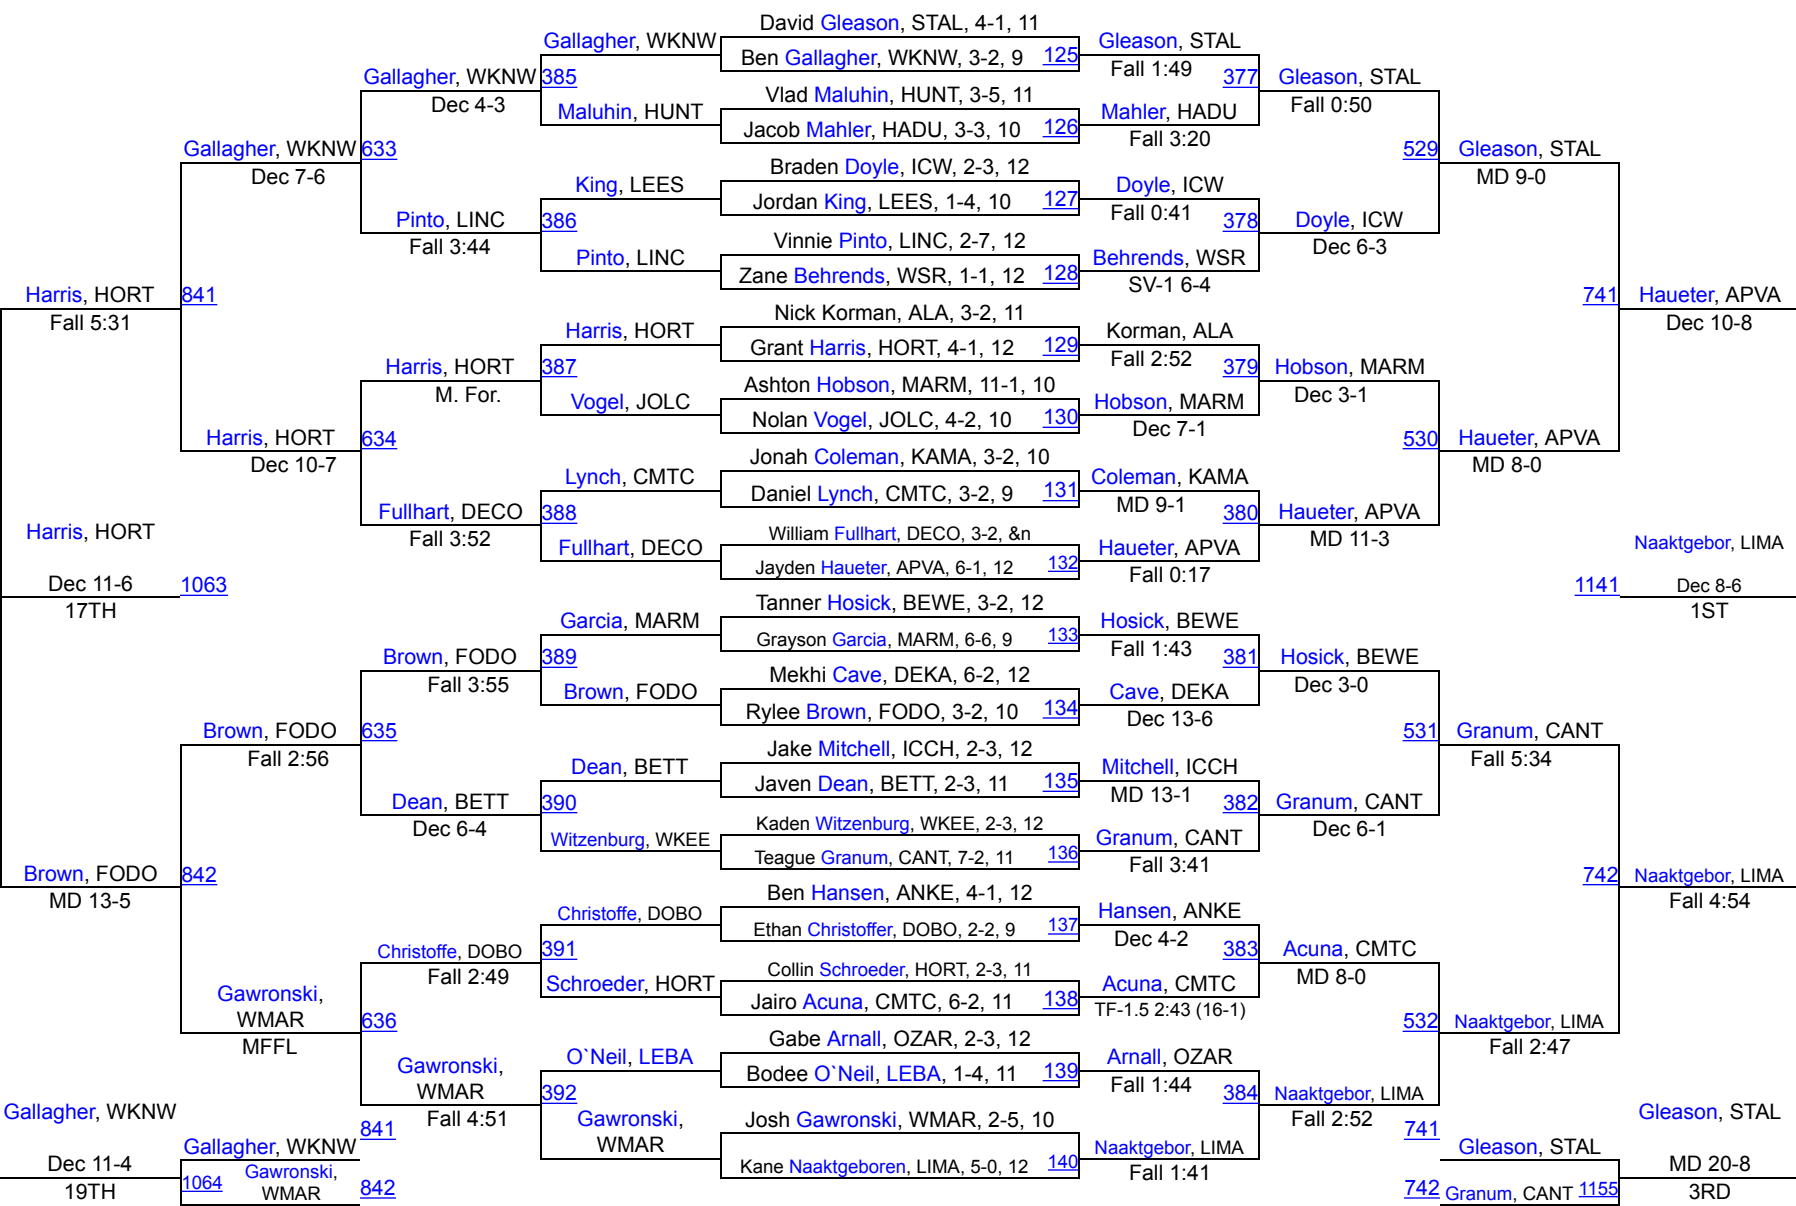 David Gleason, STAL, 4-1, 11
Gallagher, WKNW
Ben Gallagher, WKNW, 3-2, 9 125
Gleason, STAL
Fall 1:49
Gallagher, WKNW 385
Dec 4-3
377 Gleason, STAL
Fall 0:50
Vlad Maluhin, HUNT, 3-5, 11
Maluhin, HUNT
Jacob Mahler, HADU, 3-3, 10 126
Mahler, HADU
Fall 3:20
Gallagher, WKNW 633
Dec 7-6
529 Gleason, STAL
MD 9-0
Braden Doyle, ICW, 2-3, 12
King, LEES
Jordan King, LEES, 1-4, 10 127
Doyle, ICW
Fall 0:41
Pinto, LINC 386
Fall 3:44
378 Doyle, ICW
Dec 6-3
Vinnie Pinto, LINC, 2-7, 12
Pinto, LINC
Zane Behrends, WSR, 1-1, 12 128
Behrends, WSR
SV-1 6-4
Harris, HORT 841
Fall 5:31
741 Haueter, APVA
Dec 10-8
Nick Korman, ALA, 3-2, 11
Harris, HORT
Grant Harris, HORT, 4-1, 12 129
Korman, ALA
Fall 2:52
Harris, HORT 387
M. For.
379 Hobson, MARM
Dec 3-1
Ashton Hobson, MARM, 11-1, 10
Vogel, JOLC
Nolan Vogel, JOLC, 4-2, 10 130
Hobson, MARM
Dec 7-1
Harris, HORT 634
Dec 10-7
530 Haueter, APVA
MD 8-0
Jonah Coleman, KAMA, 3-2, 10
Lynch, CMTC
Daniel Lynch, CMTC, 3-2, 9 131
Coleman, KAMA
MD 9-1
Fullhart, DECO 388
Fall 3:52
380 Haueter, APVA
MD 11-3
William Fullhart, DECO, 3-2, &n
Fullhart, DECO
Jayden Haueter, APVA, 6-1, 12 132
Haueter, APVA
Fall 0:17
Harris, HORT
Dec 11-6 1063
17TH
Naaktgebor, LIMA
1141 Dec 8-6
1ST
Tanner Hosick, BEWE, 3-2, 12
Garcia, MARM
Grayson Garcia, MARM, 6-6, 9 133
Hosick, BEWE
Fall 1:43
Brown, FODO 389
Fall 3:55
381 Hosick, BEWE
Dec 3-0
Mekhi Cave, DEKA, 6-2, 12
Brown, FODO
Rylee Brown, FODO, 3-2, 10 134
Cave, DEKA
Dec 13-6
Brown, FODO 635
Fall 2:56
531 Granum, CANT
Fall 5:34
Jake Mitchell, ICCH, 2-3, 12
Dean, BETT
Javen Dean, BETT, 2-3, 11 135
Mitchell, ICCH
MD 13-1
Dean, BETT 390
Dec 6-4
382 Granum, CANT
Dec 6-1
Kaden Witzenburg, WKEE, 2-3, 12
Witzenburg, WKEE
Teague Granum, CANT, 7-2, 11 136
Granum, CANT
Fall 3:41
Brown, FODO 842
MD 13-5
742 Naaktgebor, LIMA
Fall 4:54
Ben Hansen, ANKE, 4-1, 12
Christoffe, DOBO
Ethan Christoffer, DOBO, 2-2, 9 137
Hansen, ANKE
Dec 4-2
Christoffe, DOBO 391
Fall 2:49
383 Acuna, CMTC
MD 8-0
Collin Schroeder, HORT, 2-3, 11
Schroeder, HORT
Jairo Acuna, CMTC, 6-2, 11 138
Acuna, CMTC
TF-1.5 2:43 (16-1)
Gawronski,
WMAR 636
MFFL
532 Naaktgebor, LIMA
Fall 2:47
Gabe Arnall, OZAR, 2-3, 12
O`Neil, LEBA
Bodee O`Neil, LEBA, 1-4, 11 139
Arnall, OZAR
Fall 1:44
Gawronski,
WMAR 392
Fall 4:51
384 Naaktgebor, LIMA
Fall 2:52
Josh Gawronski, WMAR, 2-5, 10
Gawronski,
WMAR
Kane Naaktgeboren, LIMA, 5-0, 12 140
Naaktgebor, LIMA
Fall 1:41
Gallagher, WKNW
841
Gallagher, WKNW
Dec 11-4
19TH
1064 Gawronski,
WMAR 842
741
Gleason, STAL
Gleason, STAL
MD 20-8
3RD
742 Granum, CANT 1155